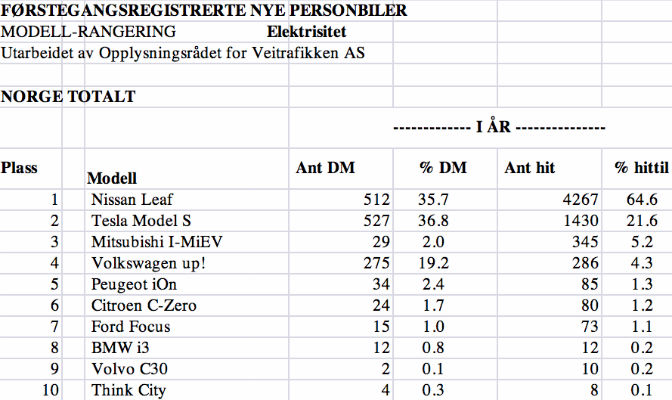 FØRSTEGANGSREGISTRERTE NYE PERSONBILER
MODELL-RANGERING Elektrisitet
Utarbeidet av Opplysningsrådet for Veitrafikken AS
NORGE TOTALT
------------- I ÅR ---------------
Plass Modell Ant DM % DM Ant hit % hittil
1 Nissan Leaf 512 35.7 4267 64.6
2 Tesla Model S 527 36.8 1430 21.6
3 Mitsubishi I-MiEV 29 2.0 345 5.2
4 Volkswagen up! 275 19.2 286 4.3
5 Peugeot iOn 34 2.4 85 1.3
6 Citroen C-Zero 24 1.7 80 1.2
7 Ford Focus 15 1.0 73 1.1
8 BMW i3 12 0.8 12 0.2
9 Volvo C30 2 0.1 10 0.2
10 Think City 4 0.3 8 0.1